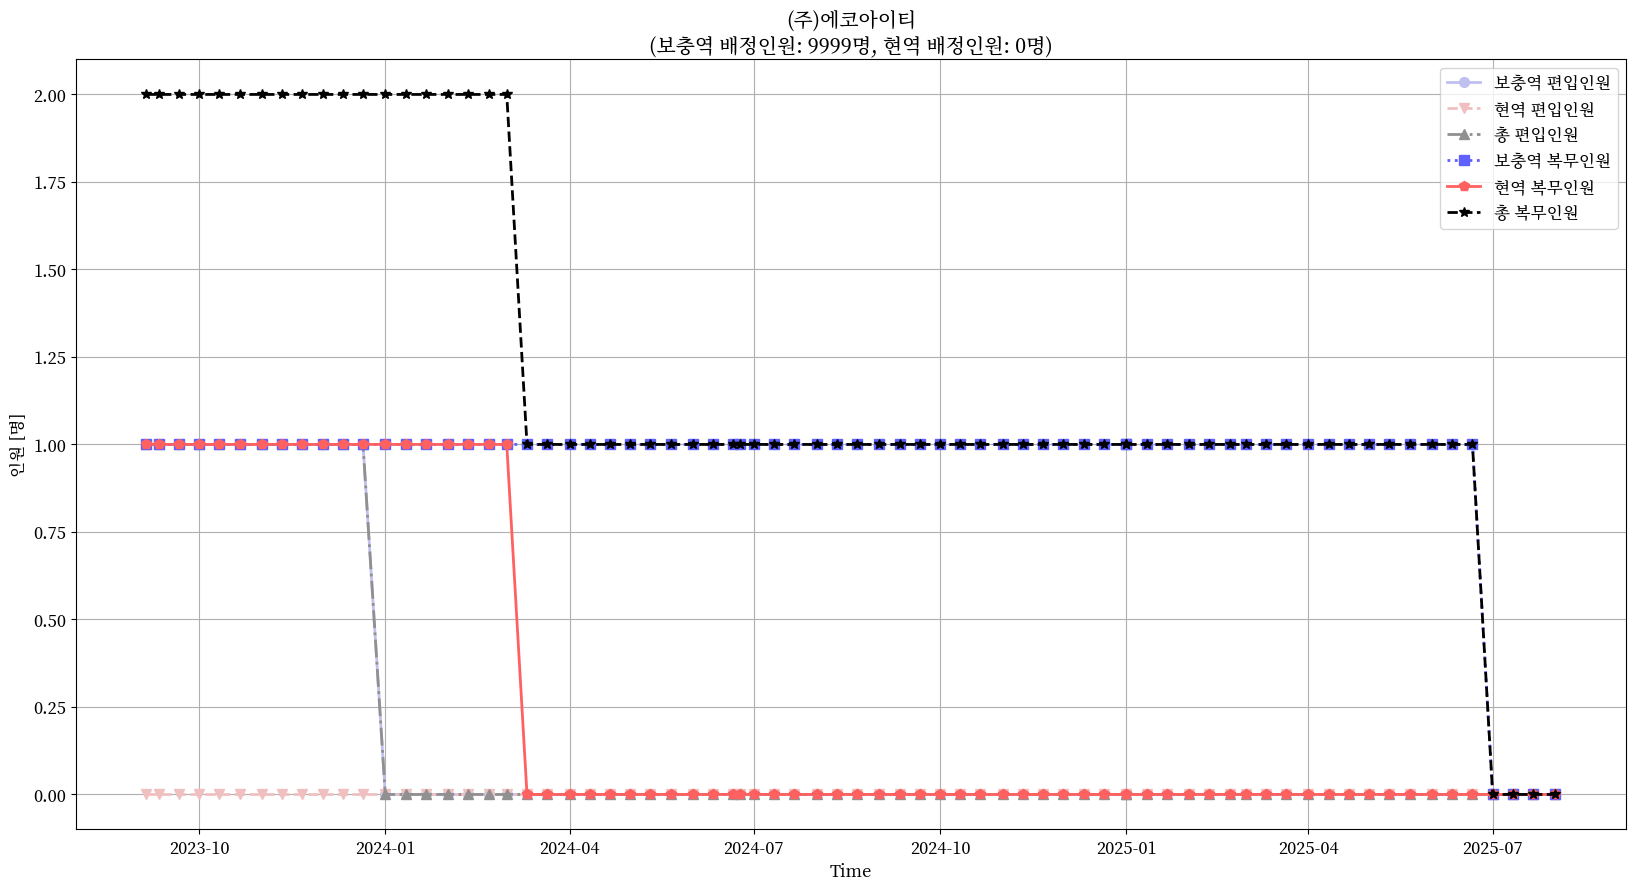 (주)에코아이티
(보충역 배정인원: 9999명, 현역 배정인원: 0명)
보충역 편입인원
현역 편입인원
총 편입인원
보충역 복무인원
현역 복무인원
총 복무인원
인원 [명]
2.00
1.75
1.50
1.25
1.00
0.75
0.50
0.25
0.00
2023-10 2024-01 2024-04 2024-07 2024-10 2025-01 2025-04 2025-07
Time